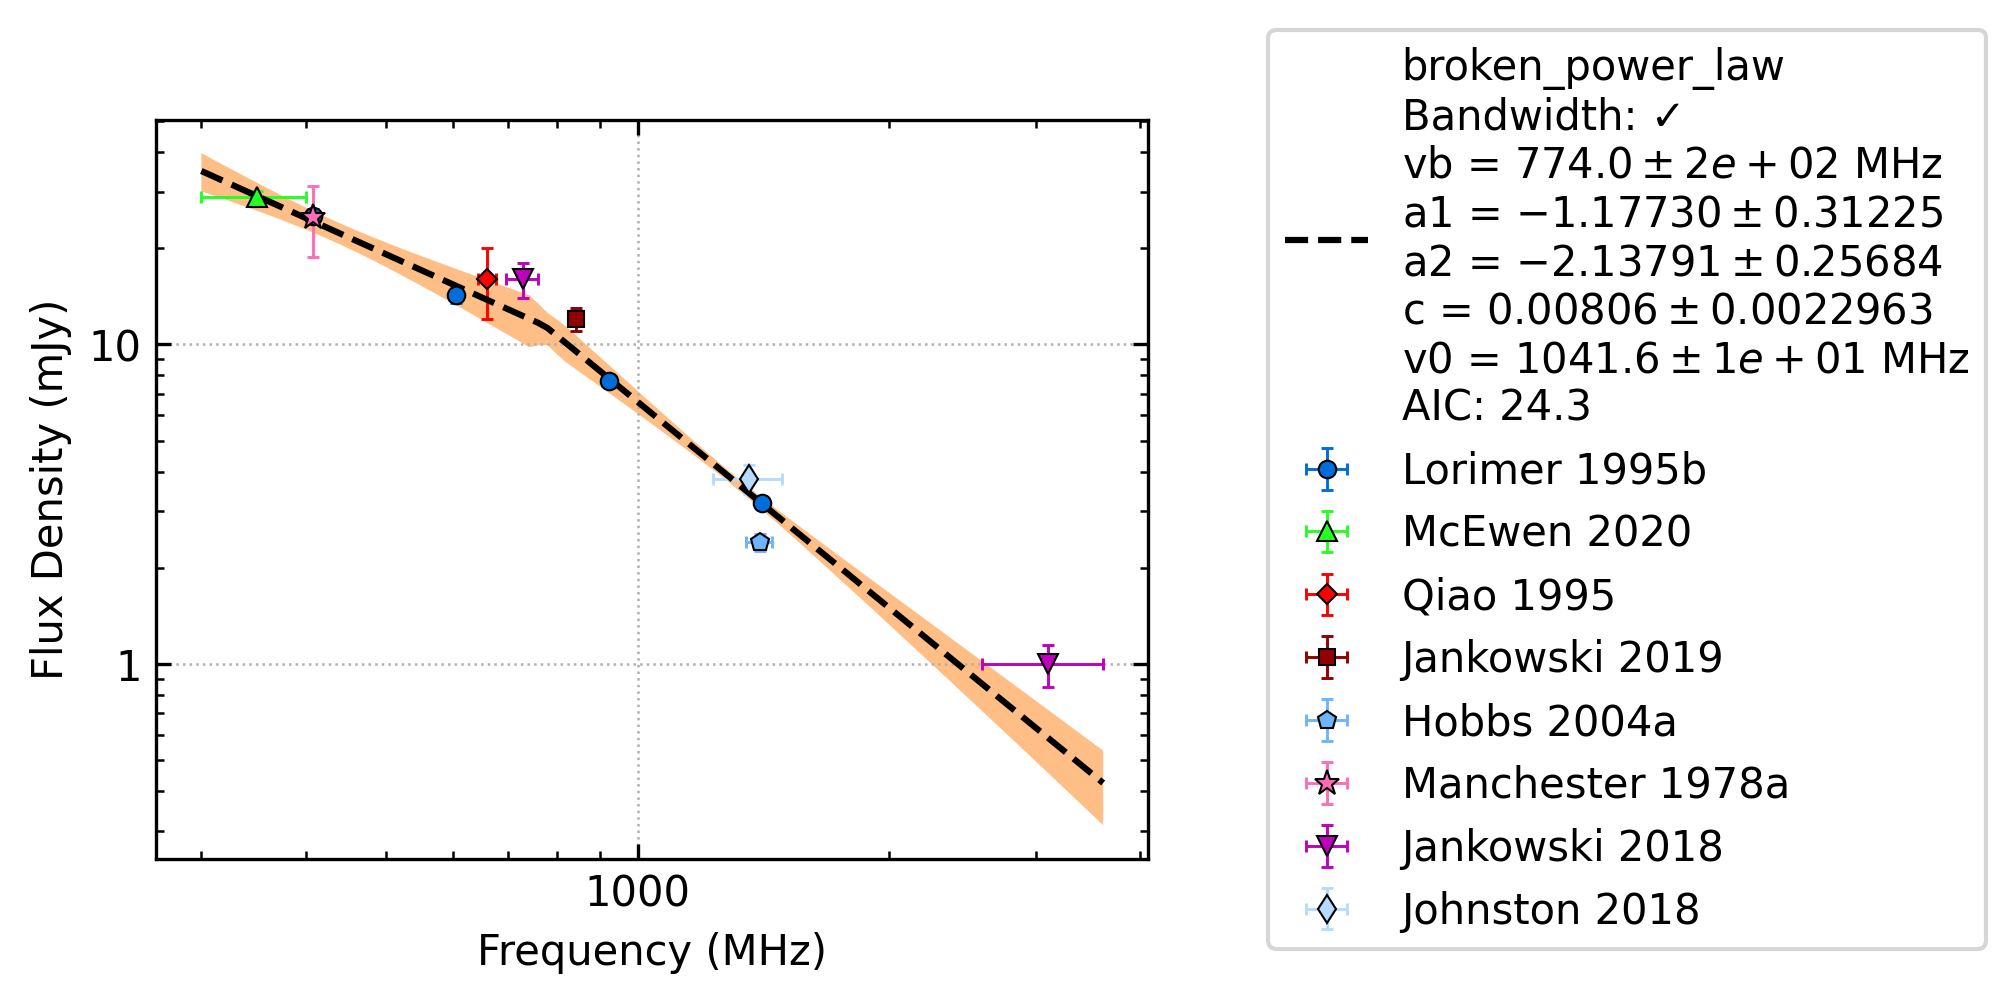 broken_power_law
Bandwidth: ✓
vb = 774.0 ± 2e + 02 MHz
a1 = −1.17730 ± 0.31225
a2 = −2.13791 ± 0.25684
c = 0.00806 ± 0.0022963
v0 = 1041.6 ± 1e + 01 MHz
AIC: 24.3
Lorimer 1995b
McEwen 2020
Qiao 1995
Jankowski 2019
Hobbs 2004a
Manchester 1978a
Jankowski 2018
Johnston 2018
Flux Density (mJy)
10
1
1000
Frequency (MHz)